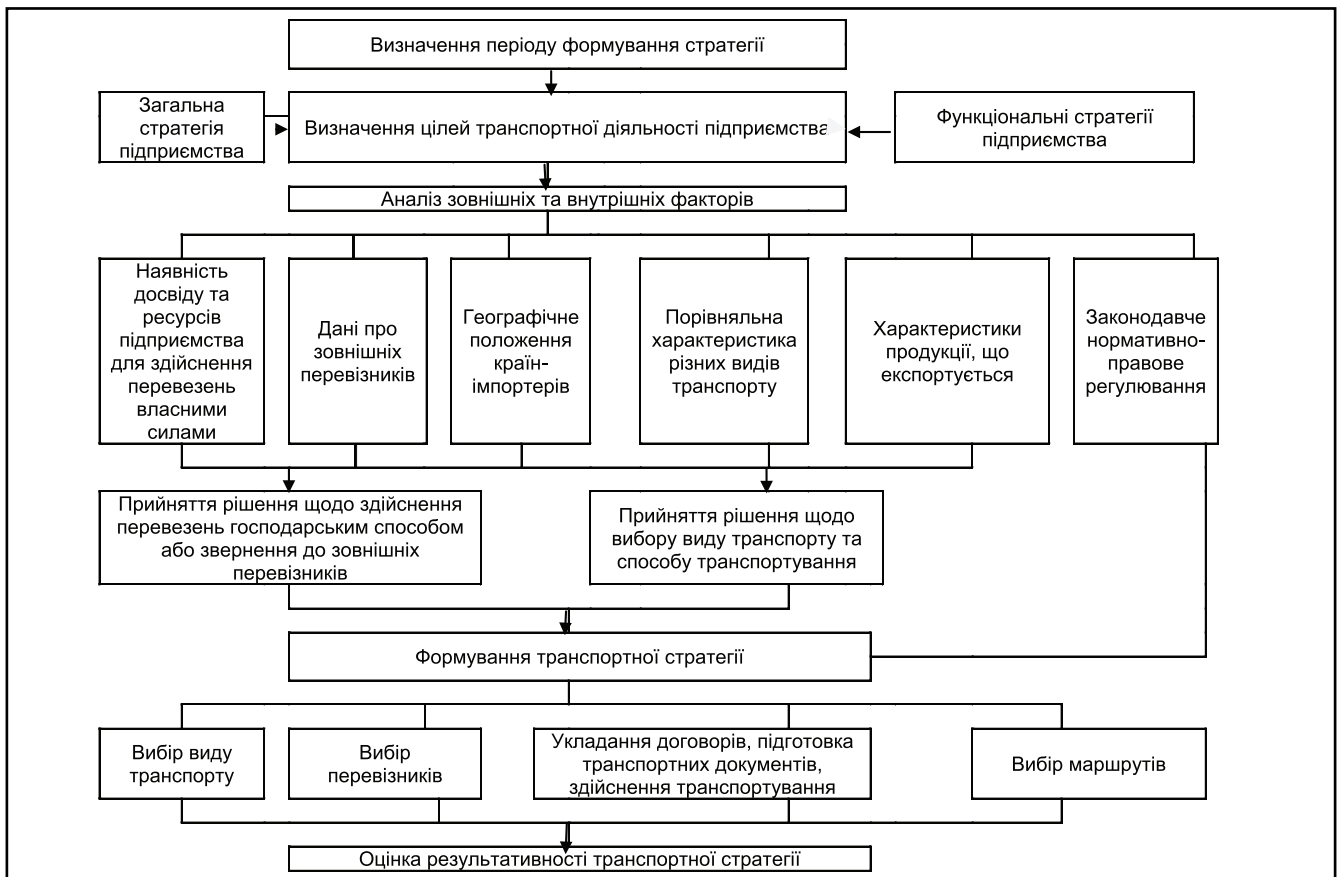 Визначення періоду формування стратегії
Загальна
стратегія
підприємства
Визначення цілей транспортної діяльності підприємства
Функціональні стратегії
підприємства
Аналіз зовнішніх та внутрішніх факторів
Наявність
досвіду та
ресурсів
підприємства
для здійснення
перевезень
власними
силами
Дані про
зовнішніх
перевізників
Географічне
положення
країн-
імпортерів
Порівняльна
характеристика
різних видів
транспорту
Характеристики
продукції, що
експортується
Законодавче
нормативно-
правове
регулювання
Прийняття рішення щодо здійснення
перевезень господарським способом
або звернення до зовнішніх
перевізників
Прийняття рішення щодо
вибору виду транспорту та
способу транспортування
Формування транспортної стратегії
Вибір виду
транспорту
Вибір
перевізників
Укладання договорів, підготовка
транспортних документів,
здійснення транспортування
Вибір маршрутів
Оцінка результативності транспортної стратегії